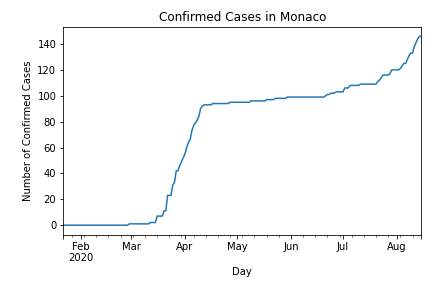 Confirmed Cases in Monaco
Number of Confirmed Cases
140
120
100
80
60
40
20
0
Feb Mar Apr May Jun Jul Aug
2020
Day